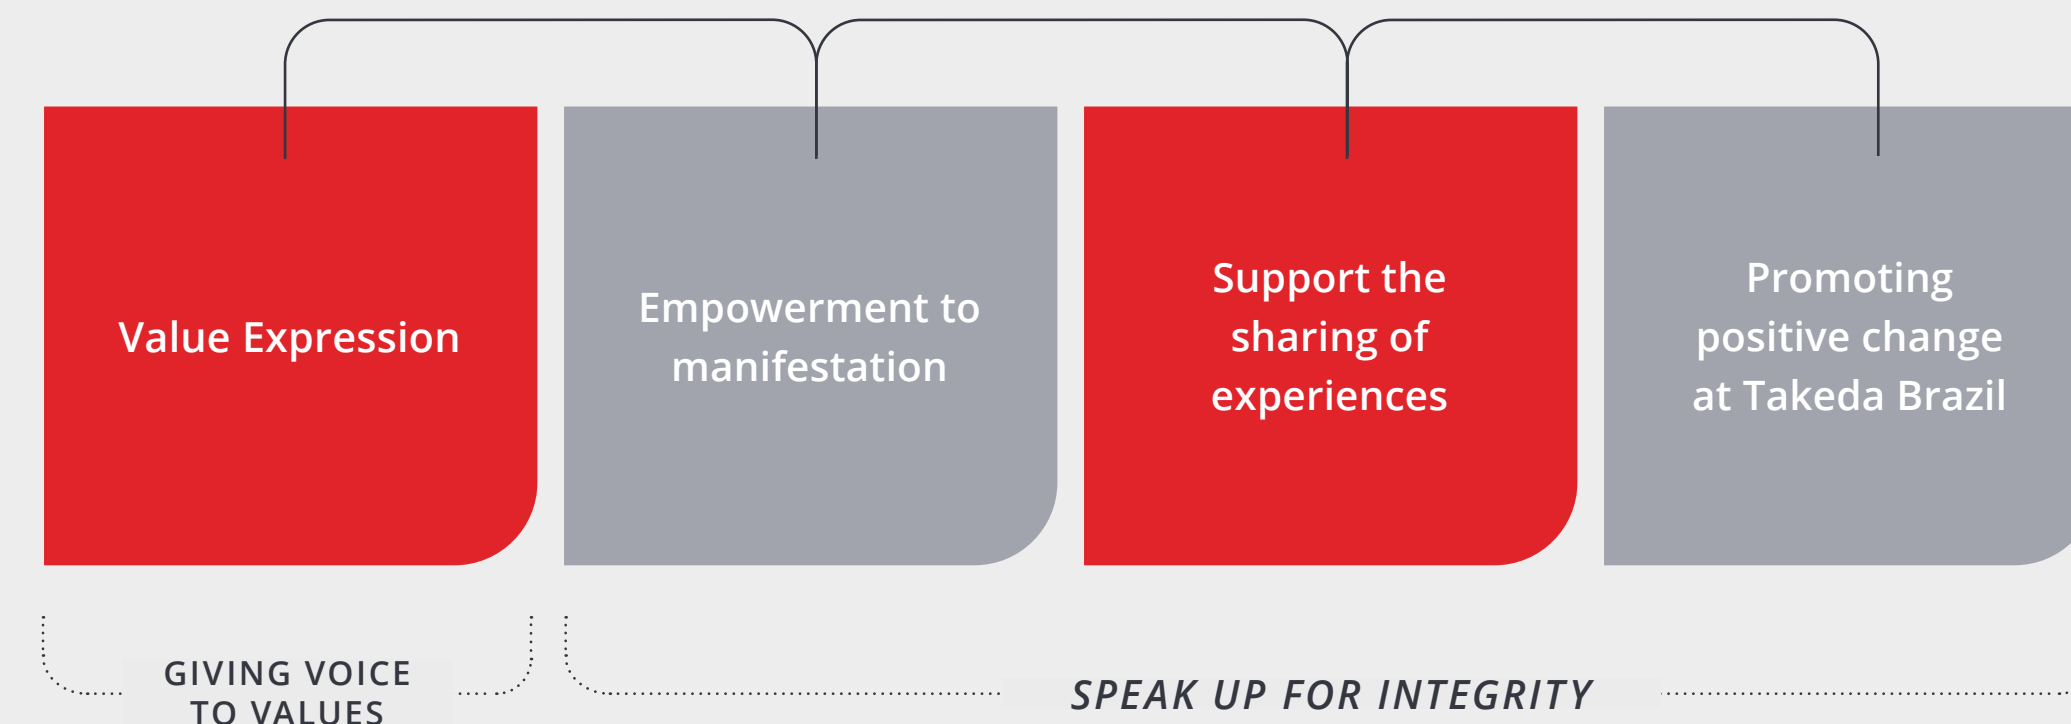 Value Expression
Empowerment to
manifestation
Support the
sharing of
experiences
Promoting
positive change
at Takeda Brazil
GIVING VOICE
TO VALUES
SPEAK UP FOR INTEGRITY